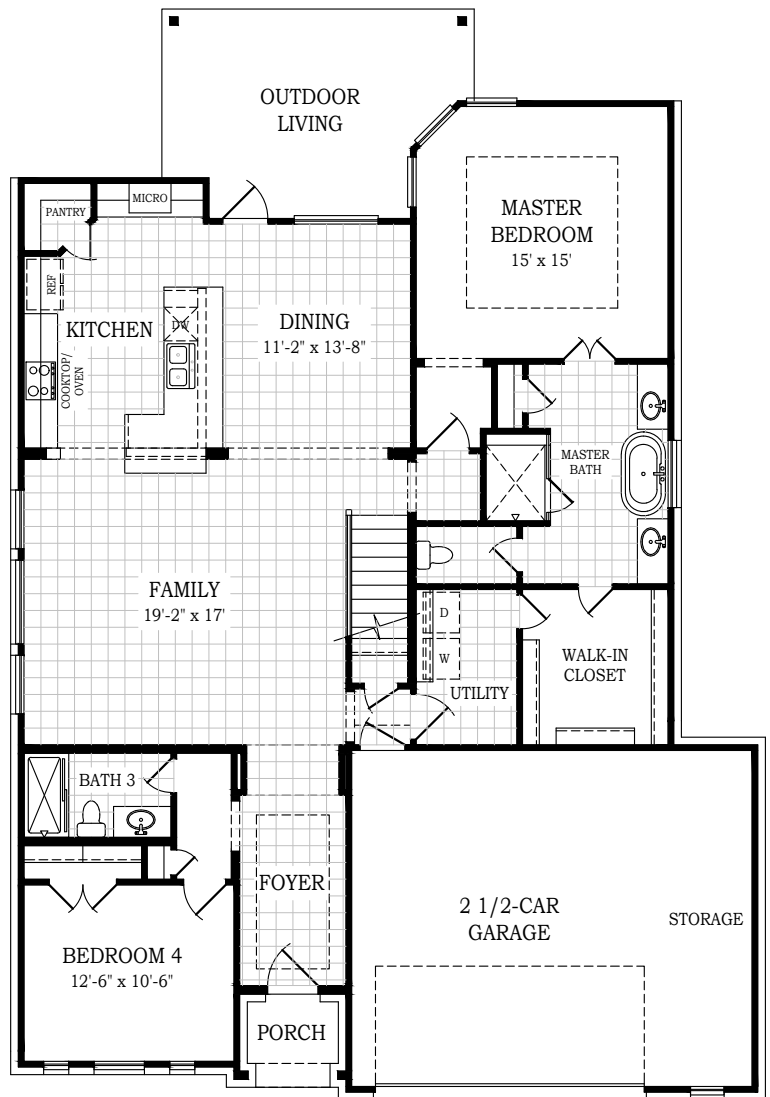 OUTDOOR
LIVING
MICRO
PANTRY
MASTER
BEDROOM
15' x 15'
REF
KITCHEN
DW
DINING
11'-2" x 13'-8"
COOKTOP/
OVEN
MASTER
BATH
FAMILY
19'-2" x 17'
D
W
UTILITY
WALK-IN
CLOSET
BATH 3
FOYER
2 1/2-CAR
GARAGE
STORAGE
BEDROOM 4
12'-6" x 10'-6"
PORCH